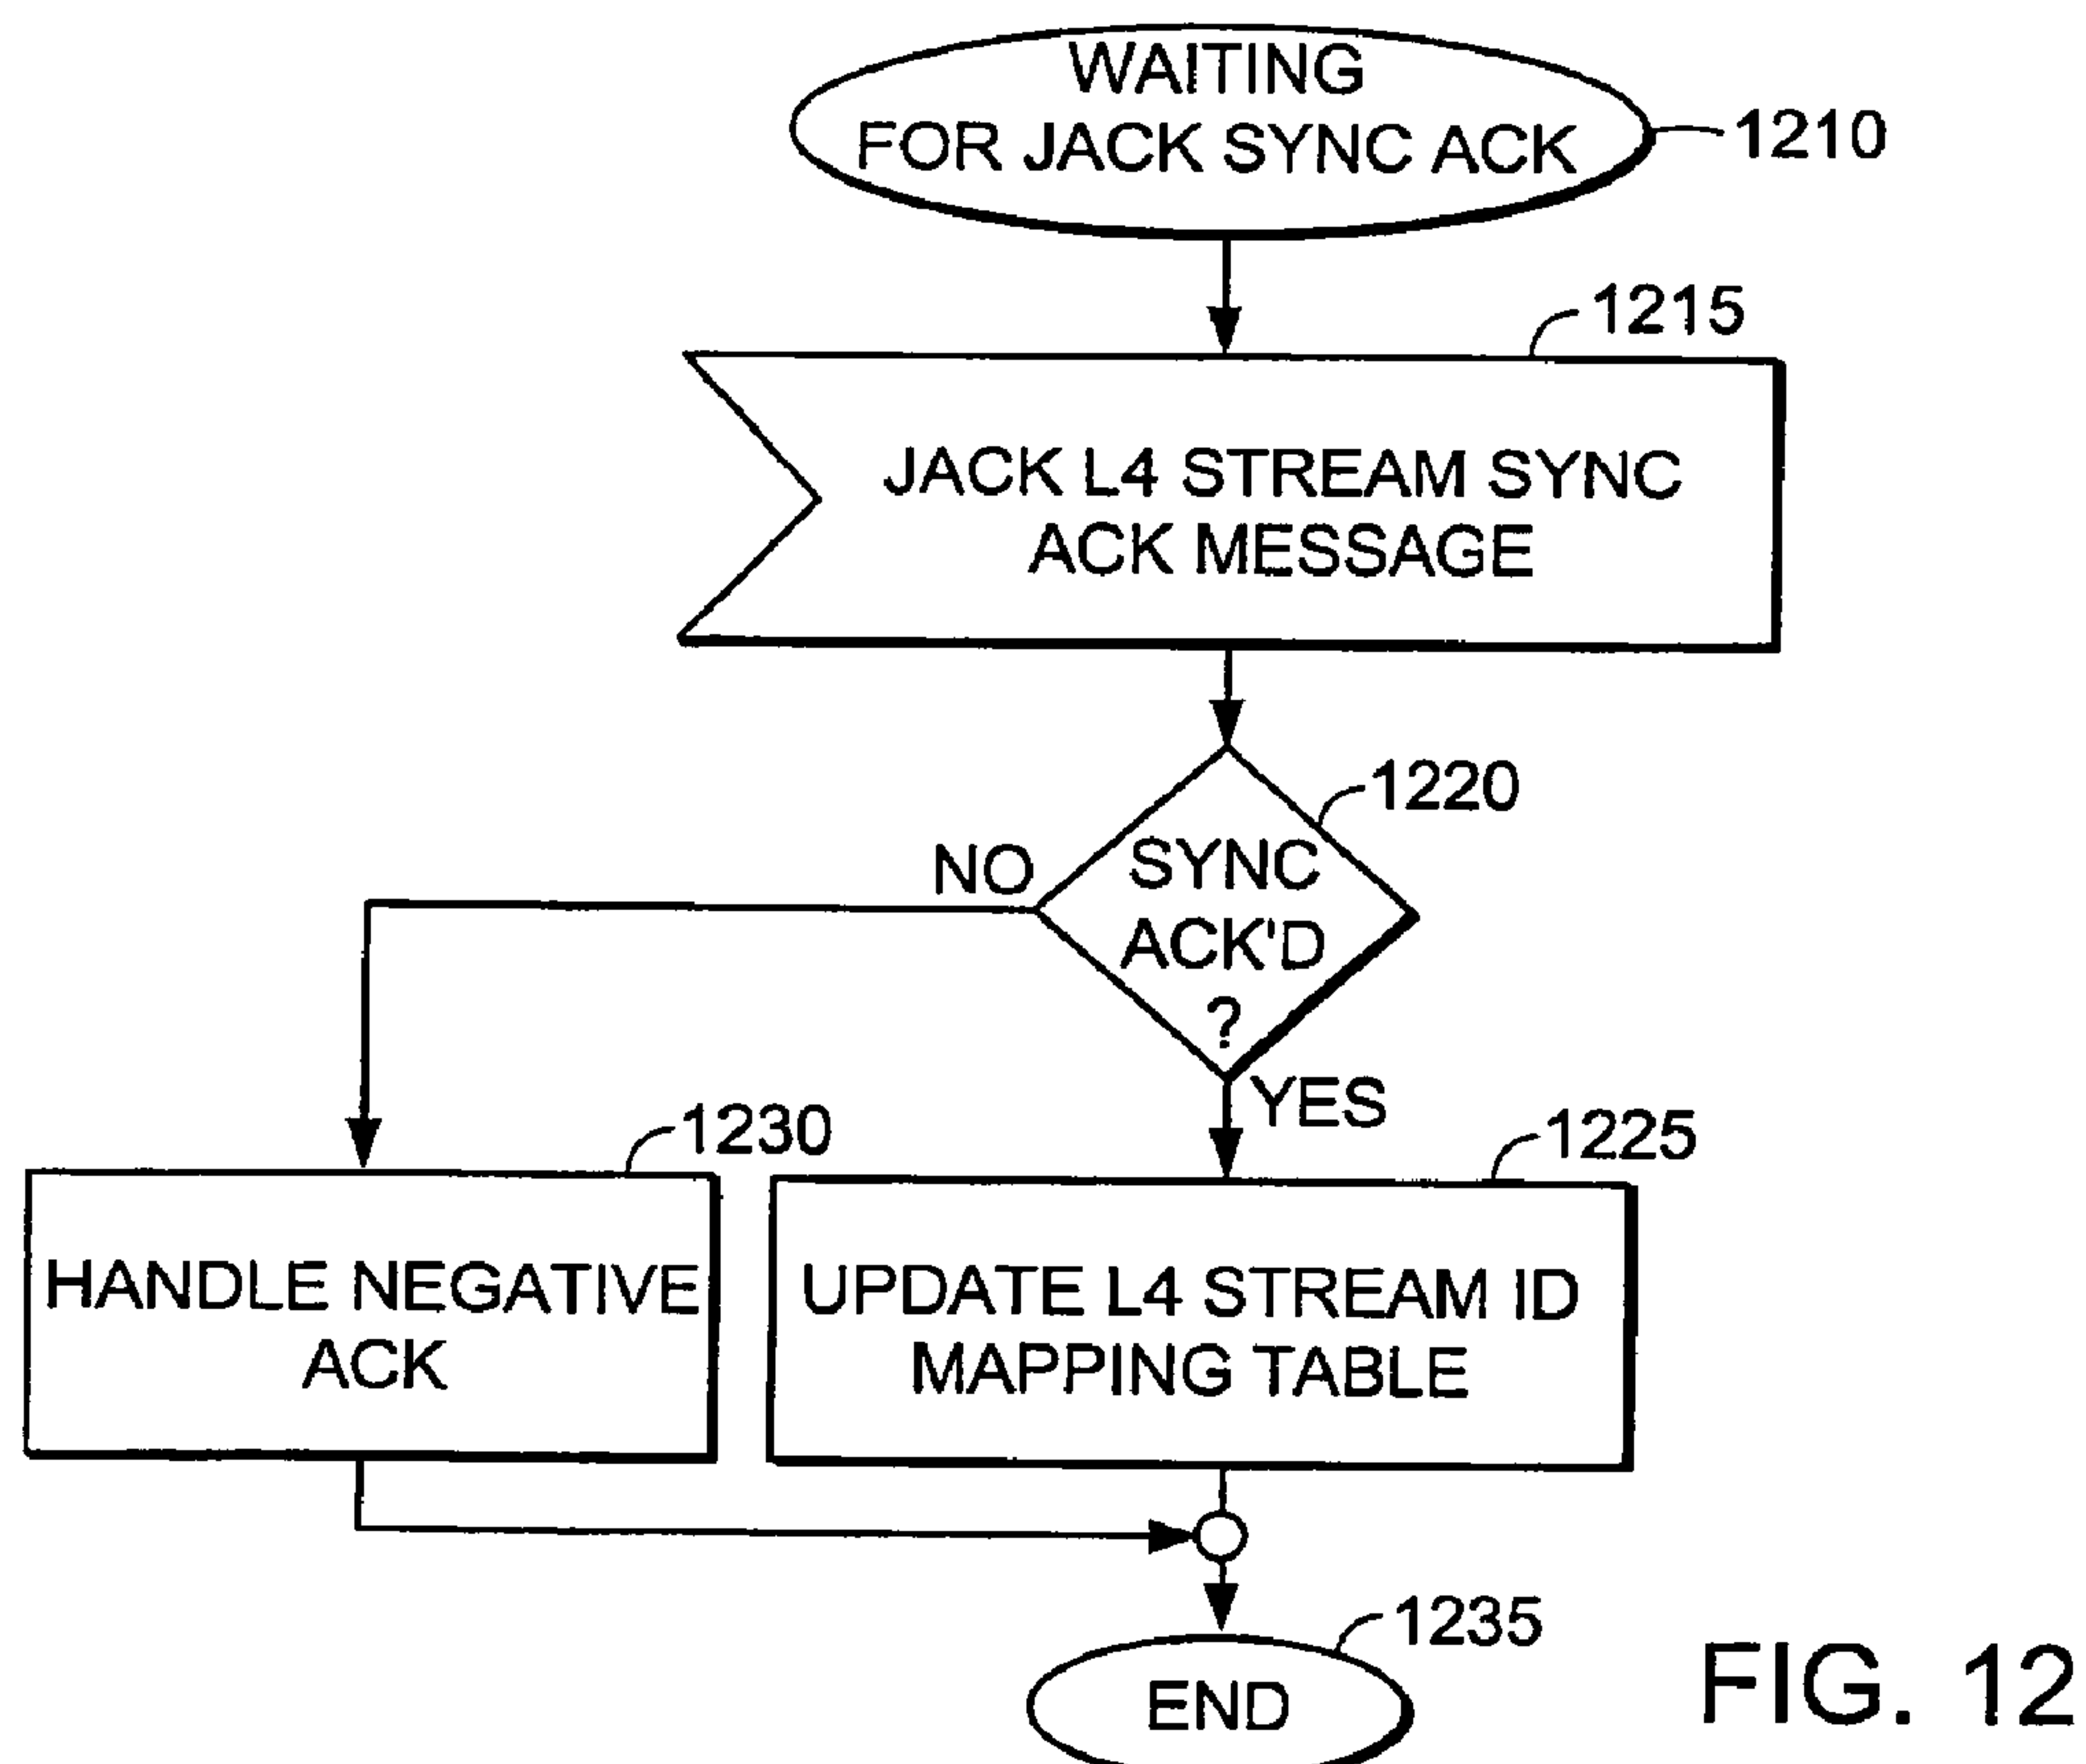 WAITING
FOR JACK SYNC ACK
1210
1215
JACK L4 STREAM SYNC
ACK MESSAGE
1220
NO
SYNC
ACK'D
?
YES
1230
1225
HANDLE NEGATIVE
ACK
UPDATE L4 STREAM ID
MAPPING TABLE
1235
END
FIG. 12